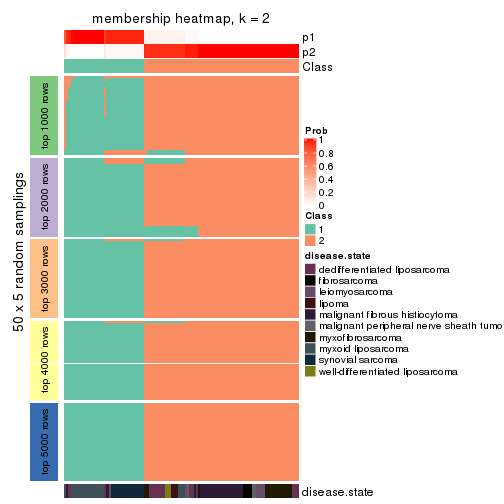 membership heatmap, k = 2
p1
p2
Class
50 x 5 random samplings
top 1000 rows
top 2000 rows
top 3000 rows
top 4000 rows
top 5000 rows
disease.state
Prob
1
0.8
0.6
0.4
0.2
0
Class
1
2
disease.state
dedifferentiated liposarcoma
fibrosarcoma
leiomyosarcoma
lipoma
malignant fibrous histiocytoma
malignant peripheral nerve sheath tumo
myxofibrosarcoma
myxoid liposarcoma
synovial sarcoma
well-differentiated liposarcoma